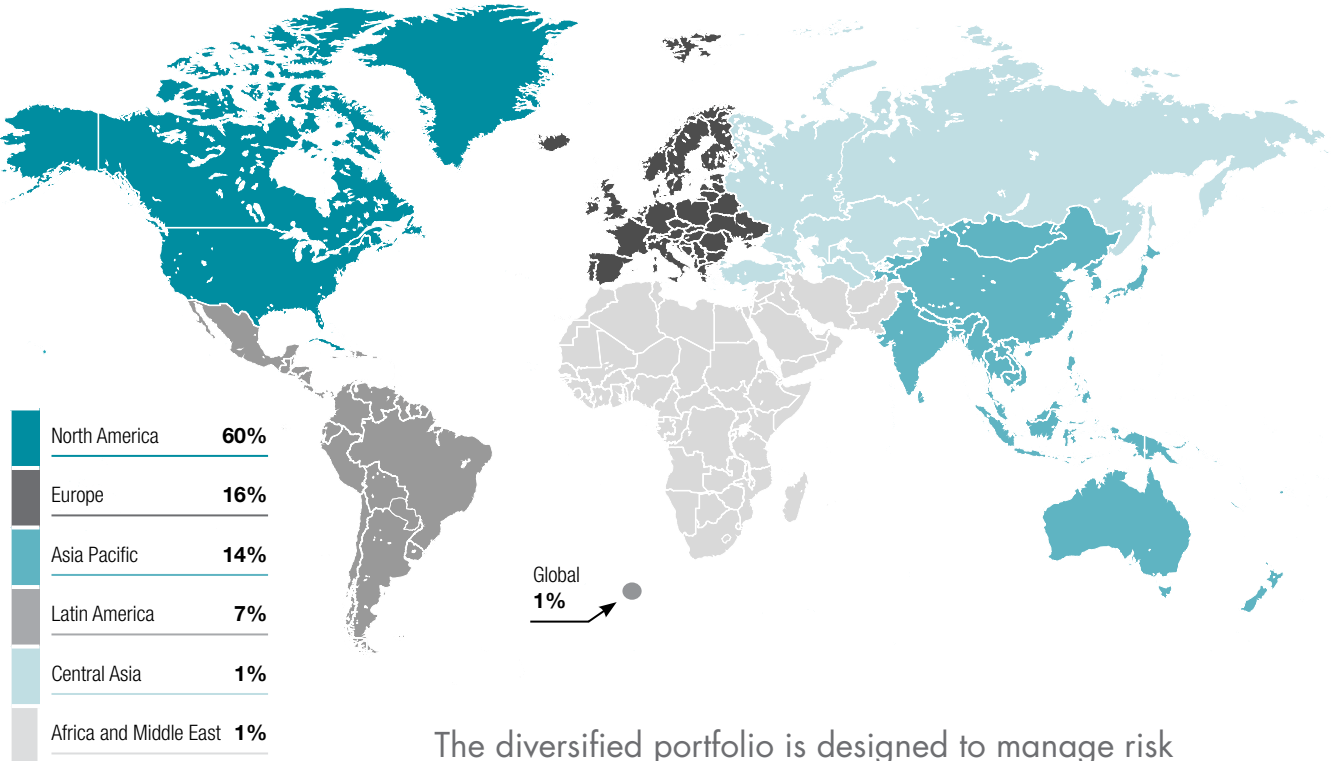 North America 60%
Europe 16%
Asia Pacific 14%
Latin America 7%
Central Asia 1%
Africa and Middle East 1%
Global
1%
The diversified portfolio is designed to manage risk